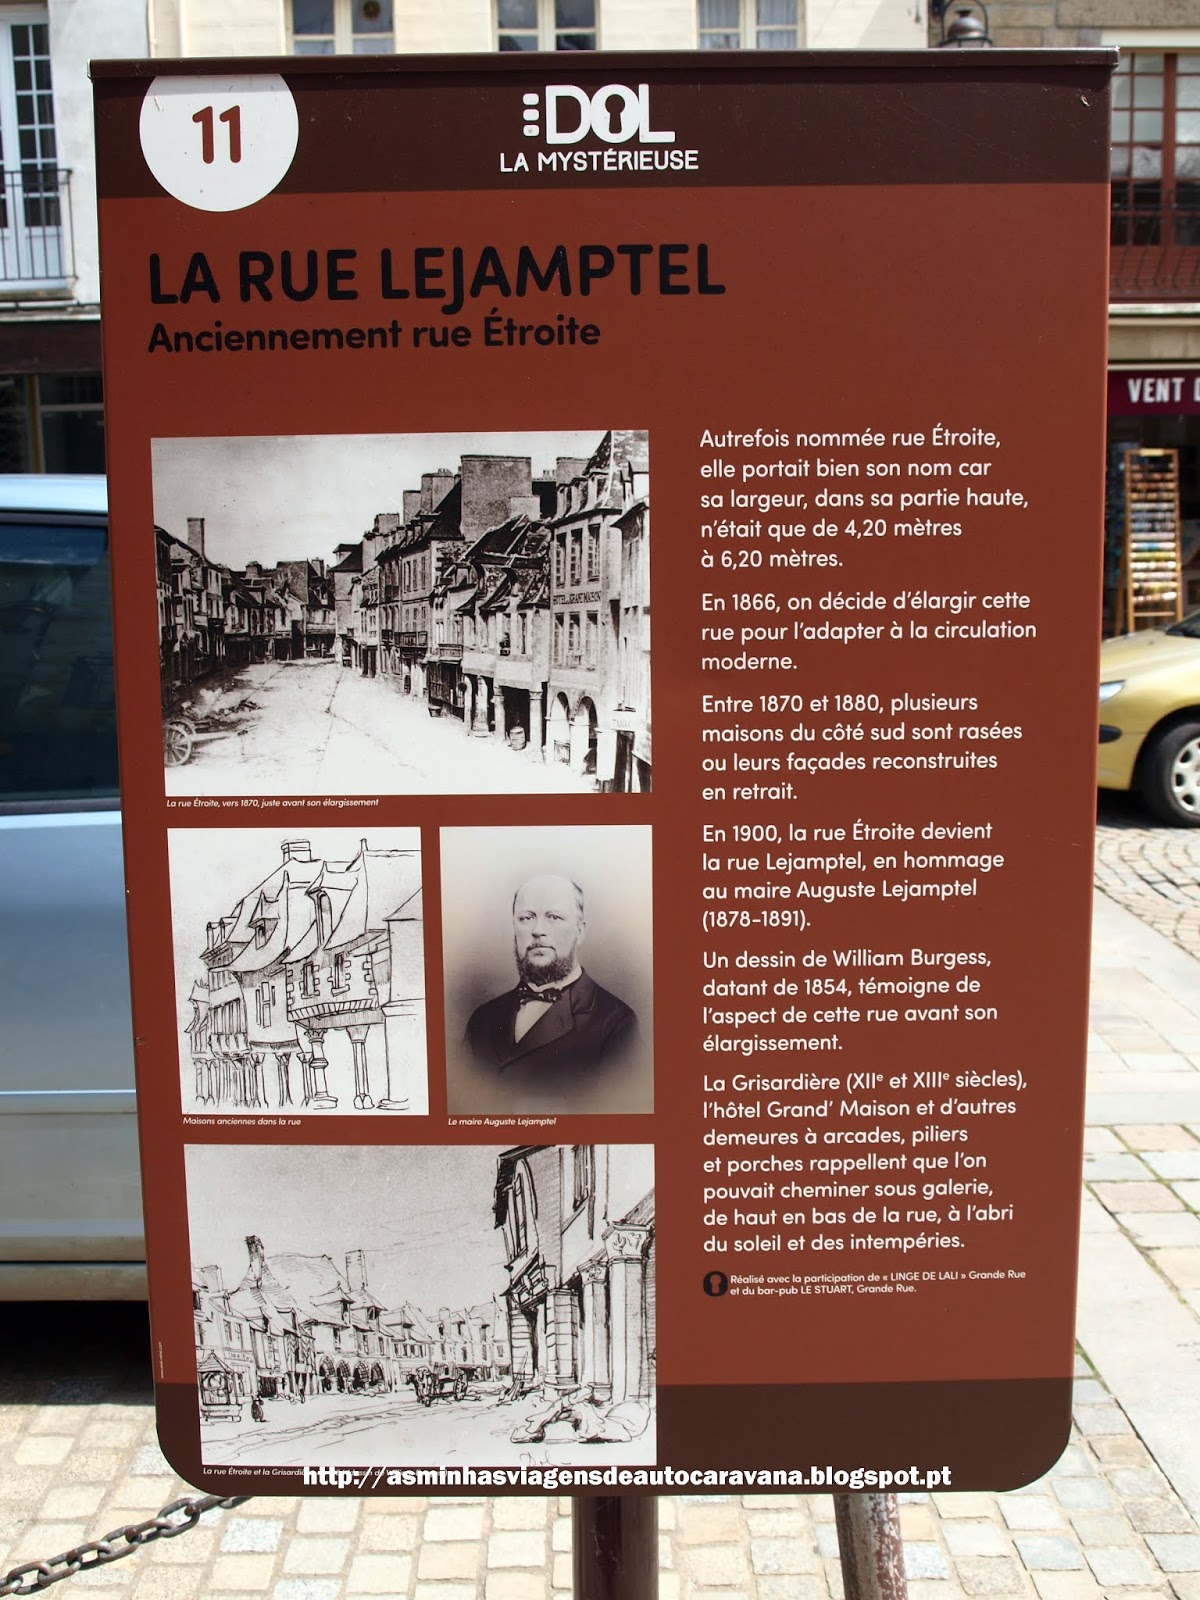 11
DOL
LA MYSTÉRIEUSE
LA RUE LEJAMPTEL
Anciennement rue Étroite
HÔTEL DE GRAND MAISON
La rue Étroite, vers 1870, juste avant son élargissement
Maisons anciennes dans la rue
Le maire Auguste Lejamptel
La rue Étroite et la
Autrefois nommée rue Étroite,
elle portait bien son nom car
sa largeur, dans sa partie haute,
n'était que de 4,20 mètres
à 6,20 mètres.
En 1866, on décide d'élargir cette
rue pour l'adapter à la circulation
moderne.
Entre 1870 et 1880, plusieurs
maisons du côté sud sont rasées
ou leurs façades reconstruites
en retrait.
En 1900, la rue Étroite devient
la rue Lejamptel, en hommage
au maire Auguste Lejamptel
(1878-1891).
Un dessin de William Burgess,
datant de 1854, témoigne de
l'aspect de cette rue avant son
élargissement.
La Grisardière (XIIe et XIIIe siècles),
l'hôtel Grand' Maison et d'autres
demeures à arcades, piliers
et porches rappellent que l'on
pouvait cheminer sous galerie,
de haut en bas de la rue, à l'abri
du soleil et des intempéries.
Réalisé avec la participation de « LINGE DE LALI » Grande Rue
et du bar-pub LE STUART, Grande Rue.
VENT
http://asminhasviagensdeautocaravana.blogspot.pt